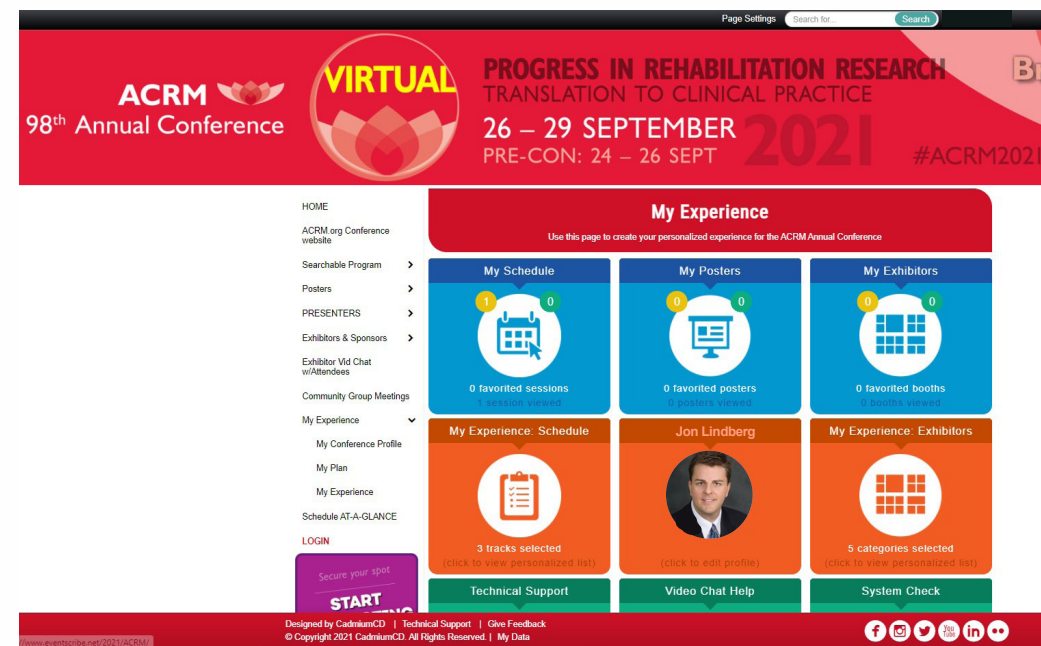 Page Settings Search for... Search
ACRM
98th Annual Conference
VIRTUAL
PROGRESS IN REHABILITATION RESEARCH
TRANSLATION TO CLINICAL PRACTICE
26 – 29 SEPTEMBER
PRE-CON: 24 – 26 SEPT
2021
#ACRM2021
HOME
ACRM.org Conference
website
Searchable Program
Posters
PRESENTERS
Exhibitors & Sponsors
Exhibitor Vid Chat
w/Attendees
Community Group Meetings
My Experience
My Conference Profile
My Plan
My Experience
Schedule AT-A-GLANCE
LOGIN
Secure your spot
START
My Experience
Use this page to create your personalized experience for the ACRM Annual Conference
My Schedule
1 0
0 favorited sessions
1 session viewed
My Posters
0 0
0 favorited posters
0 posters viewed
My Exhibitors
0 0
0 favorited booths
0 booths viewed
My Experience: Schedule
3 tracks selected
(click to view personalized list)
Jon Lindberg
(click to edit profile)
My Experience: Exhibitors
5 categories selected
(click to view personalized list)
Technical Support
Video Chat Help
System Check
Designed by CadmiumCD | Technical Support | Give Feedback
© Copyright 2021 CadmiumCD. All Rights Reserved. | My Data
//www.eventscribe.net/2021/ACRM/
You
Tube
in